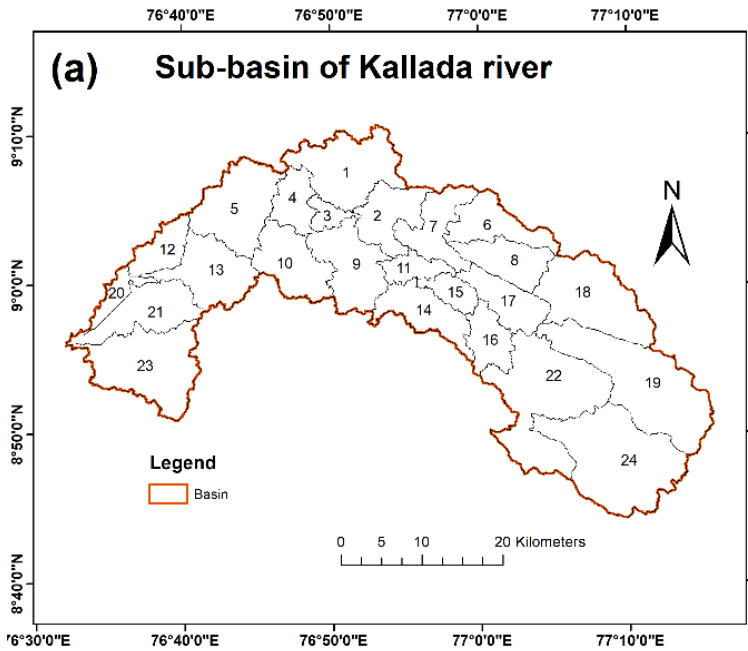 76°40'0"E 76°50'0"E 77°0'0"E 77°10'0"E
(a) Sub-basin of Kallada river
9°10'0"N
9°0'0"N
8°50'0"N
8°40'0"N
N
1
2
3
4
5
6
7
8
9
10
11
12
13
14
15
16
17
18
19
20
21
22
23
24
Legend
Basin
0 5 10 20 Kilometers
76°30'0"E 76°40'0"E 76°50'0"E 77°0'0"E 77°10'0"E